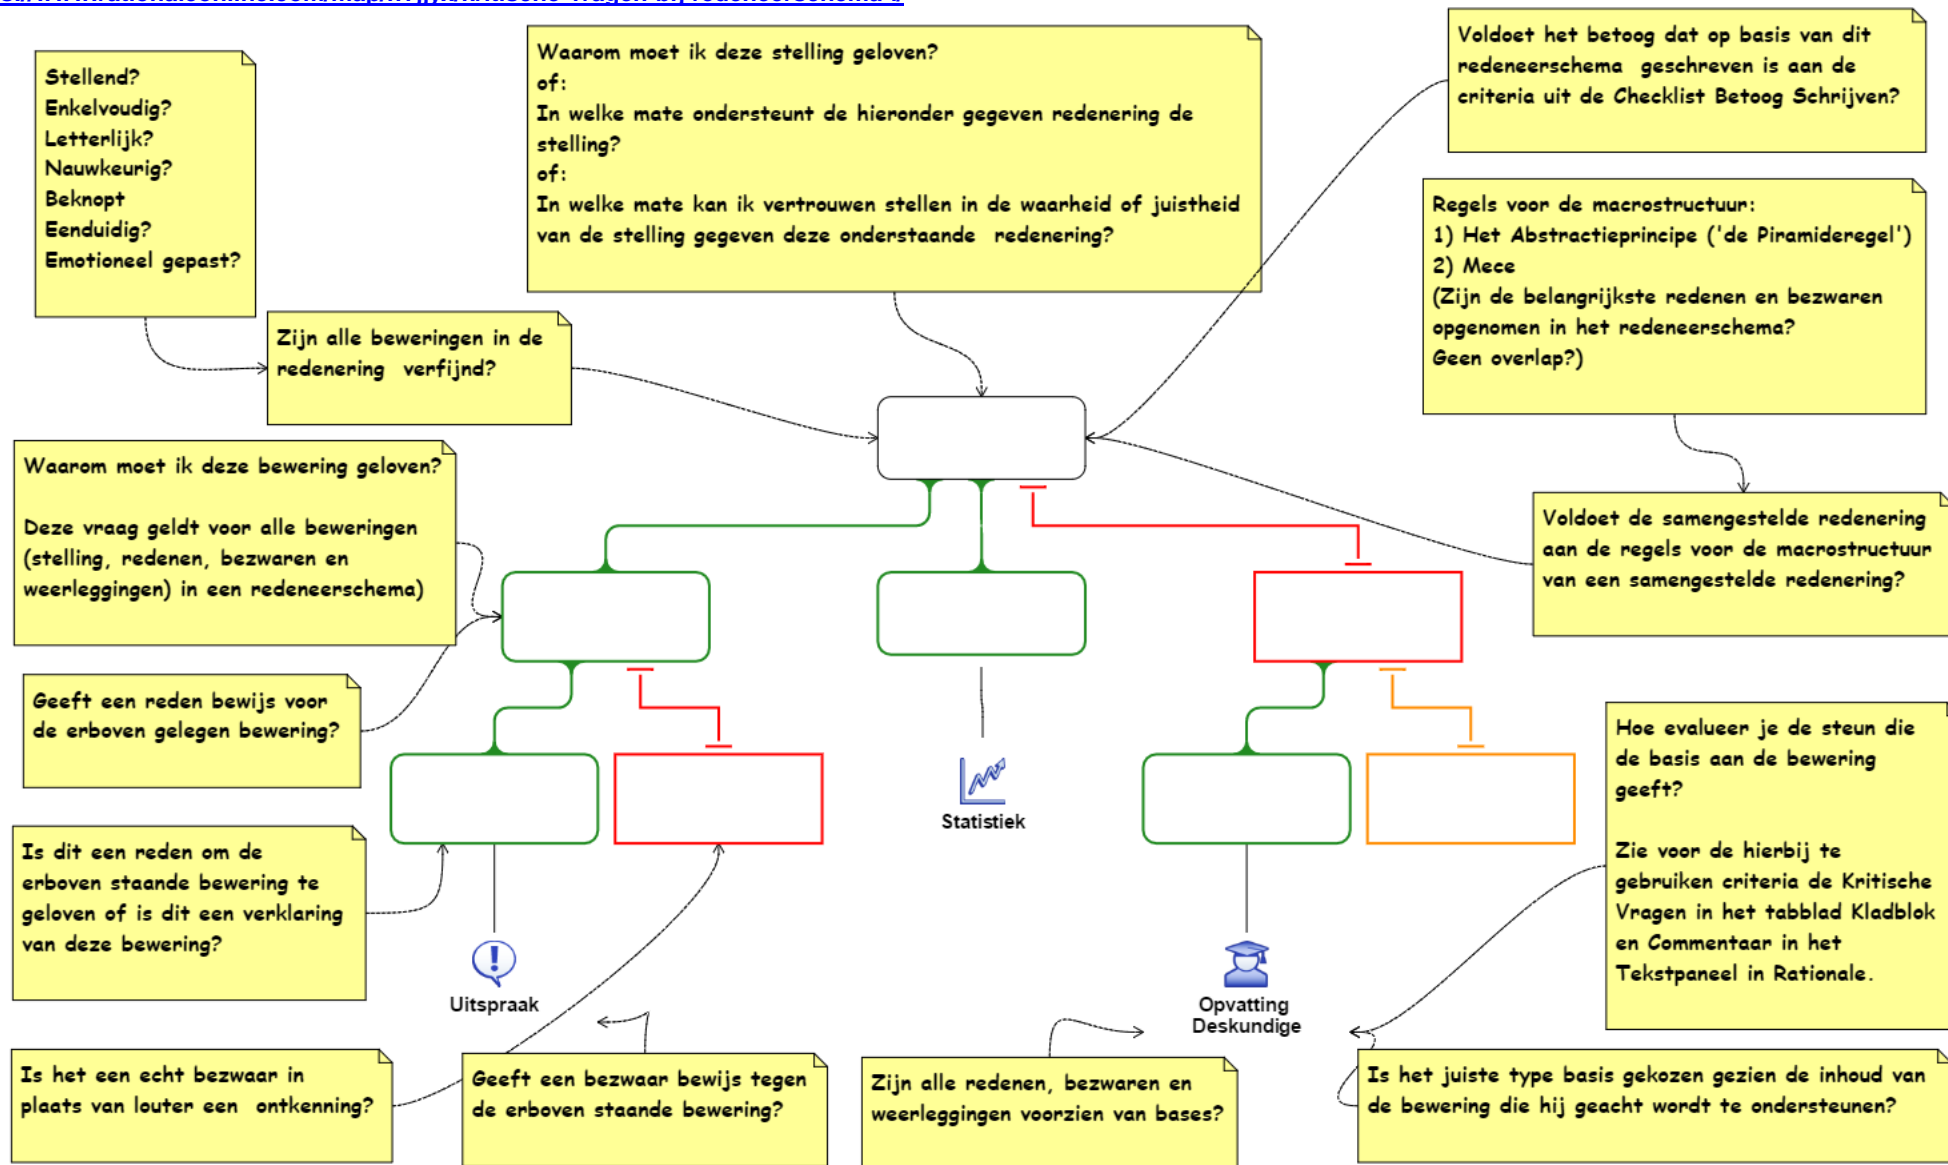 Stellend?
Enkelvoudig?
Letterlijk?
Nauwkeurig?
Beknopt
Eenduidig?
Emotioneel gepast?
Waarom moet ik deze stelling geloven?
of:
In welke mate ondersteunt de hieronder gegeven redenering de
stelling?
of:
In welke mate kan ik vertrouwen stellen in de waarheid of juistheid
van de stelling gegeven deze onderstaande redenering?
Voldoet het betoog dat op basis van dit
redeneerschema geschreven is aan de
criteria uit de Checklist Betoog Schrijven?
Regels voor de macrostructuur:
1) Het Abstractieprincipe ('de Piramideregel')
2) Mece
(Zijn de belangrijkste redenen en bezwaren
opgenomen in het redeneerschema?
Geen overlap?)
Zijn alle beweringen in de
redenering verfijnd?
Waarom moet ik deze bewering geloven?
Deze vraag geldt voor alle beweringen
(stelling, redenen, bezwaren en
weerleggingen) in een redeneerschema)
Voldoet de samengestelde redenering
aan de regels voor de macrostructuur
van een samengestelde redenering?
Geeft een reden bewijs voor
de erboven gelegen bewering?
Hoe evalueer je de steun die
de basis aan de bewering
geeft?
Zie voor de hierbij te
gebruiken criteria de Kritische
Vragen in het tabblad Kladblok
en Commentaar in het
Tekstpaneel in Rationale.
Statistiek
Is dit een reden om de
erboven staande bewering te
geloven of is dit een verklaring
van deze bewering?
Uitspraak
Opvatting
Deskundige
Is het een echt bezwaar in
plaats van louter een ontkenning?
Geeft een bezwaar bewijs tegen
de erboven staande bewering?
Zijn alle redenen, bezwaren en
weerleggingen voorzien van bases?
Is het juiste type basis gekozen gezien de inhoud van
de bewering die hij geacht wordt te ondersteunen?